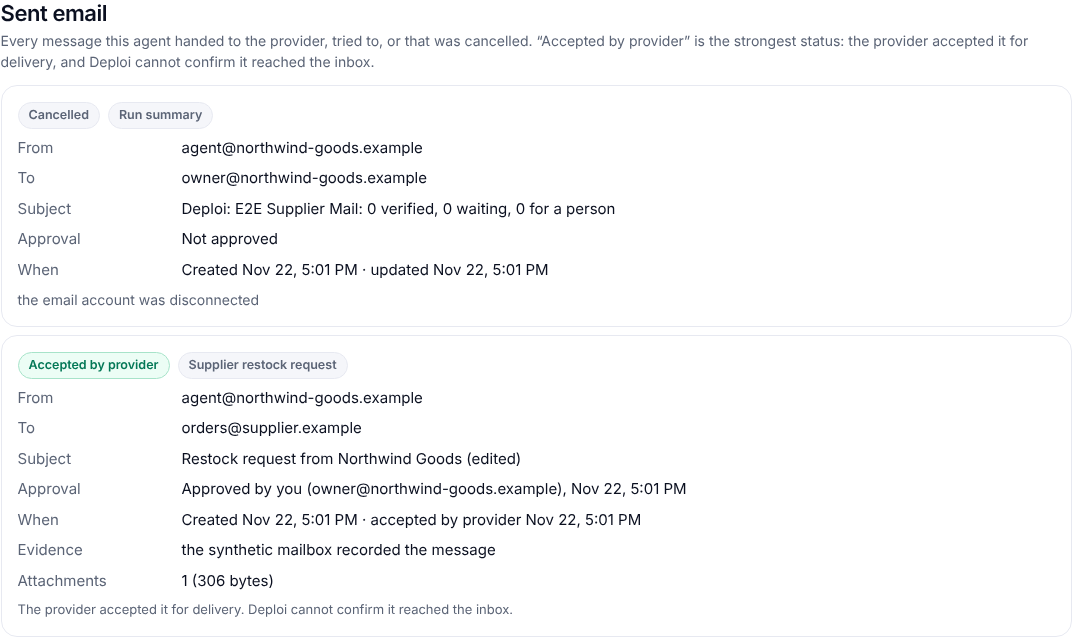 Sent email
Every message this agent handed to the provider, tried to, or that was cancelled. “Accepted by provider” is the strongest status: the provider accepted it for
delivery, and Deploi cannot confirm it reached the inbox.
Cancelled Run summary
From agent@northwind-goods.example
To owner@northwind-goods.example
Subject Deploi: E2E Supplier Mail: 0 verified, 0 waiting, 0 for a person
Approval Not approved
When Created Nov 22, 5:01 PM · updated Nov 22, 5:01 PM
the email account was disconnected
Accepted by provider Supplier restock request
From agent@northwind-goods.example
To orders@supplier.example
Subject Restock request from Northwind Goods (edited)
Approval Approved by you (owner@northwind-goods.example), Nov 22, 5:01 PM
When Created Nov 22, 5:01 PM · accepted by provider Nov 22, 5:01 PM
Evidence the synthetic mailbox recorded the message
Attachments 1 (306 bytes)
The provider accepted it for delivery. Deploi cannot confirm it reached the inbox.